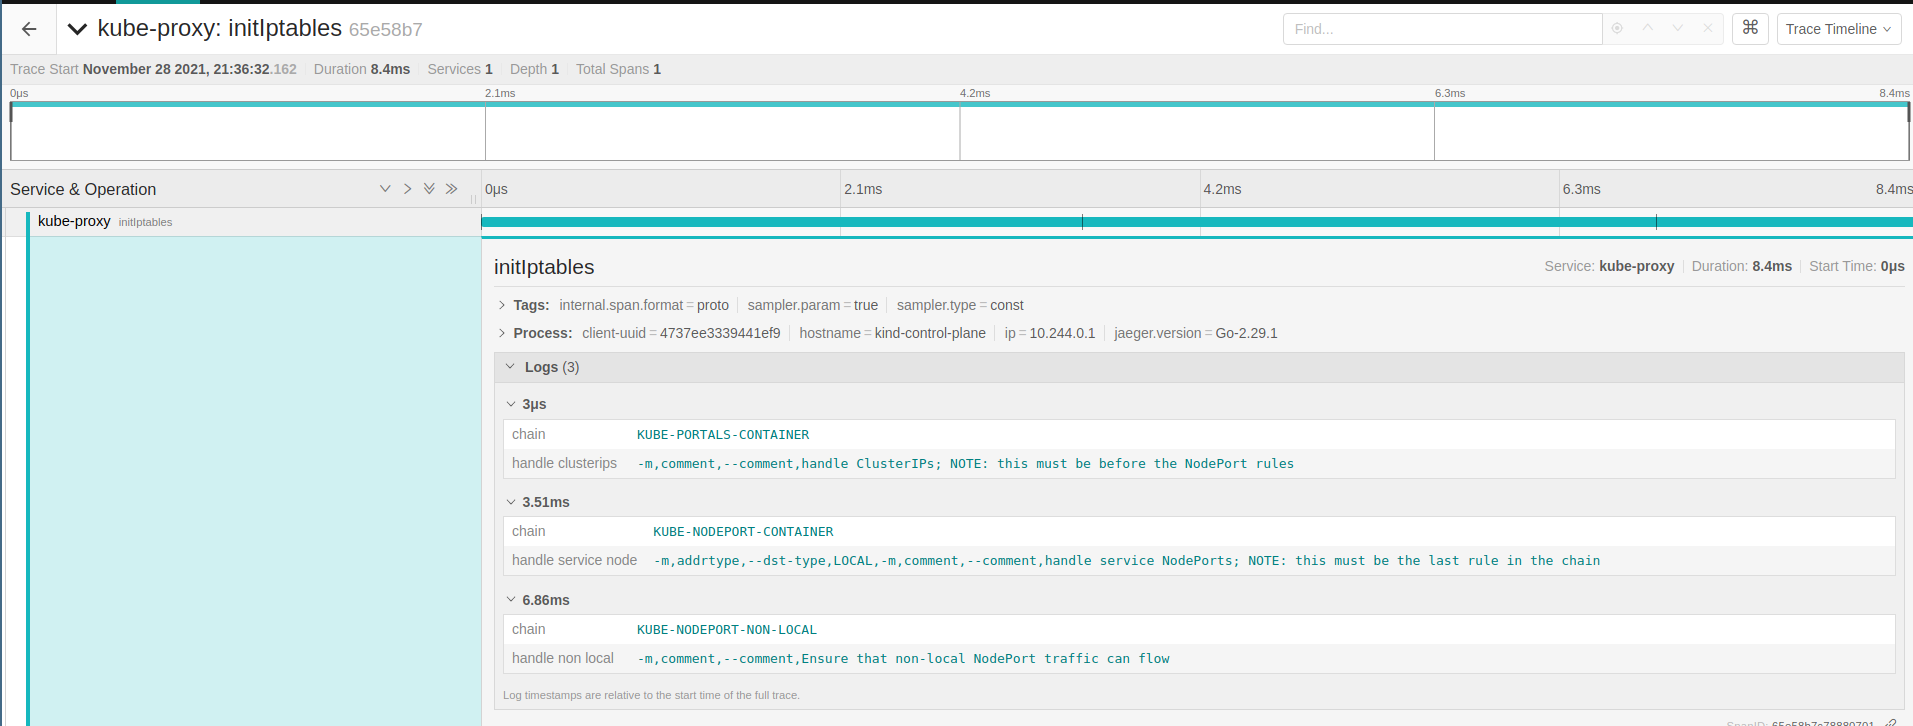 kube-proxy: initIptables 65e58b7
Find...
⌘
Trace Timeline
Trace Start November 28 2021, 21:36:32.162 Duration 8.4ms Services 1 Depth 1 Total Spans 1
0μs 2.1ms 4.2ms 6.3ms 8.4ms
Service & Operation 0μs 2.1ms 4.2ms 6.3ms 8.4ms
kube-proxy initIptables
initIptables Service: kube-proxy Duration: 8.4ms Start Time: 0μs
Tags: internal.span.format = proto sampler.param = true sampler.type = const
Process: client-uuid = 4737ee3339441ef9 hostname = kind-control-plane ip = 10.244.0.1 jaeger.version = Go-2.29.1
Logs (3)
3μs
chain KUBE-PORTALS-CONTAINER
handle clusterips -m,comment,--comment,handle ClusterIPs; NOTE: this must be before the NodePort rules
3.51ms
chain KUBE-NODEPORT-CONTAINER
handle service node -m,addrtype,--dst-type,LOCAL,-m,comment,--comment,handle service NodePorts; NOTE: this must be the last rule in the chain
6.86ms
chain KUBE-NODEPORT-NON-LOCAL
handle non local -m,comment,--comment,Ensure that non-local NodePort traffic can flow
Log timestamps are relative to the start time of the full trace.
SpanID: